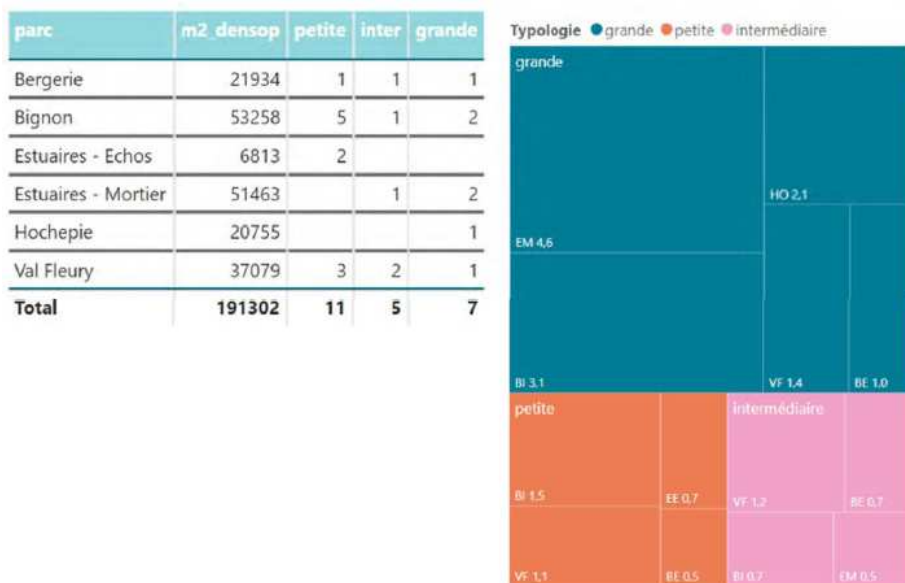 parc m2_densop petite inter grande
Bergerie 21934 1 1 1
Bignon 53258 5 1 2
Estuaires - Echos 6813 2
Estuaires - Mortier 51463 1 2
Hochepie 20755 1
Val Fleury 37079 3 2 1
Total 191302 11 5 7
Typologie grande petite intermédiaire
grande
HO 2,1
EM 4,6
BI 3,1 VF 1,4 BE 1,0
petite intermédiaire
BI 1,5 EE 0,7 VF 1,2 BE 0,7
VF 1,1 BE 0,5 BI 0,7 EM 0,5